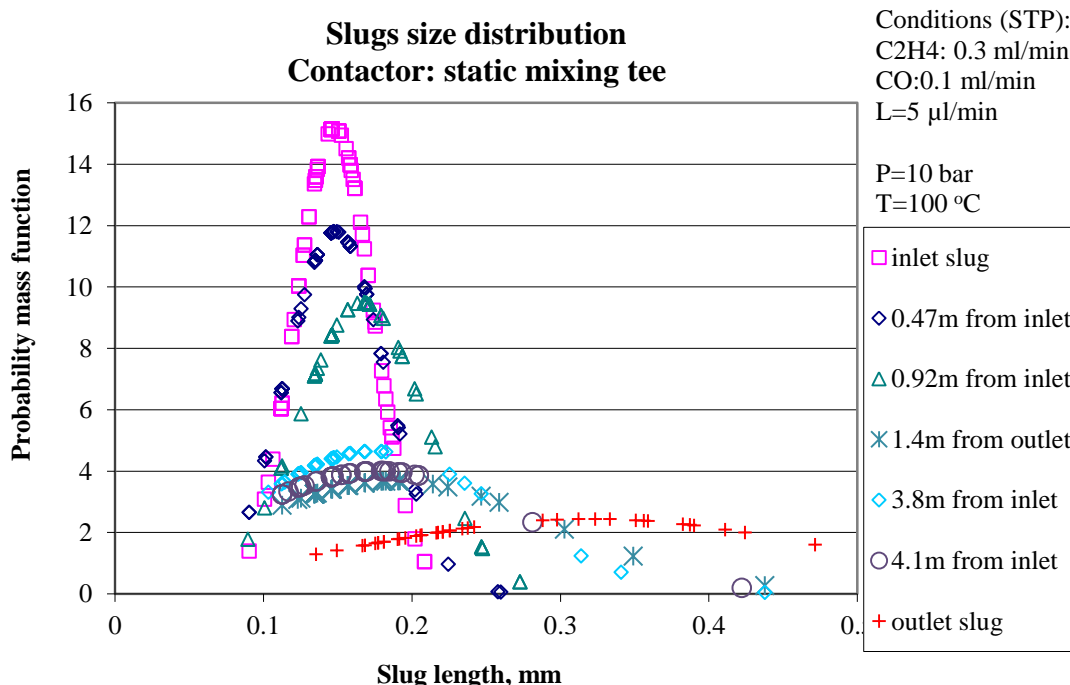 Slugs size distribution
Contactor: static mixing tee
Conditions (STP):
C2H4: 0.3 ml/min
CO:0.1 ml/min
L=5 µl/min
P=10 bar
T=100 ºC
Probability mass function
16
14
12
10
8
6
4
2
0
0
0.1
0.2
0.3
0.4
0.
Slug length, mm
inlet slug
0.47m from inlet
0.92m from inlet
1.4m from outlet
3.8m from inlet
4.1m from inlet
outlet slug